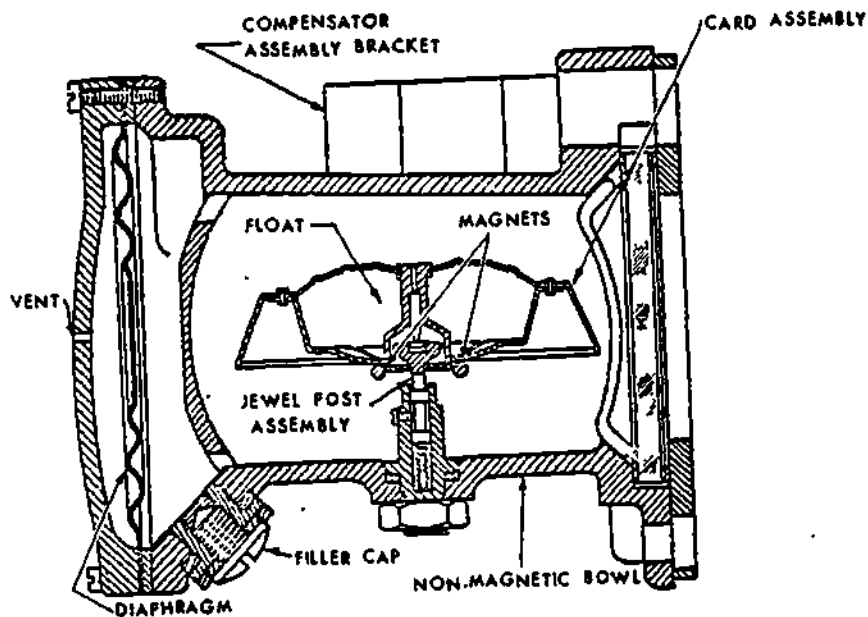 COMPENSATOR
ASSEMBLY BRACKET
CARD ASSEMBLY
FLOAT
MAGNETS
VENT
JEWEL POST
ASSEMBLY
FILLER CAP
NON-MAGNETIC BOWL
DIAPHRAGM